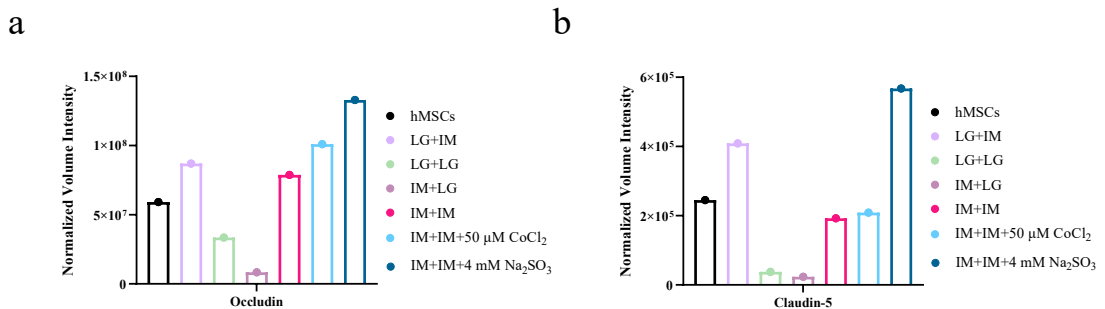 a
Normalized Volume Intensity
1.5×10⁸
1×10⁸
5×10⁷
0
Occludin
hMSCs
LG+IM
LG+LG
IM+LG
IM+IM
IM+IM+50 μM CoCl₂
IM+IM+4 mM Na₂SO₃
b
Normalized Volume Intensity
6×10⁵
4×10⁵
2×10⁵
0
Claudin-5
hMSCs
LG+IM
LG+LG
IM+LG
IM+IM
IM+IM+50 μM CoCl₂
IM+IM+4 mM Na₂SO₃